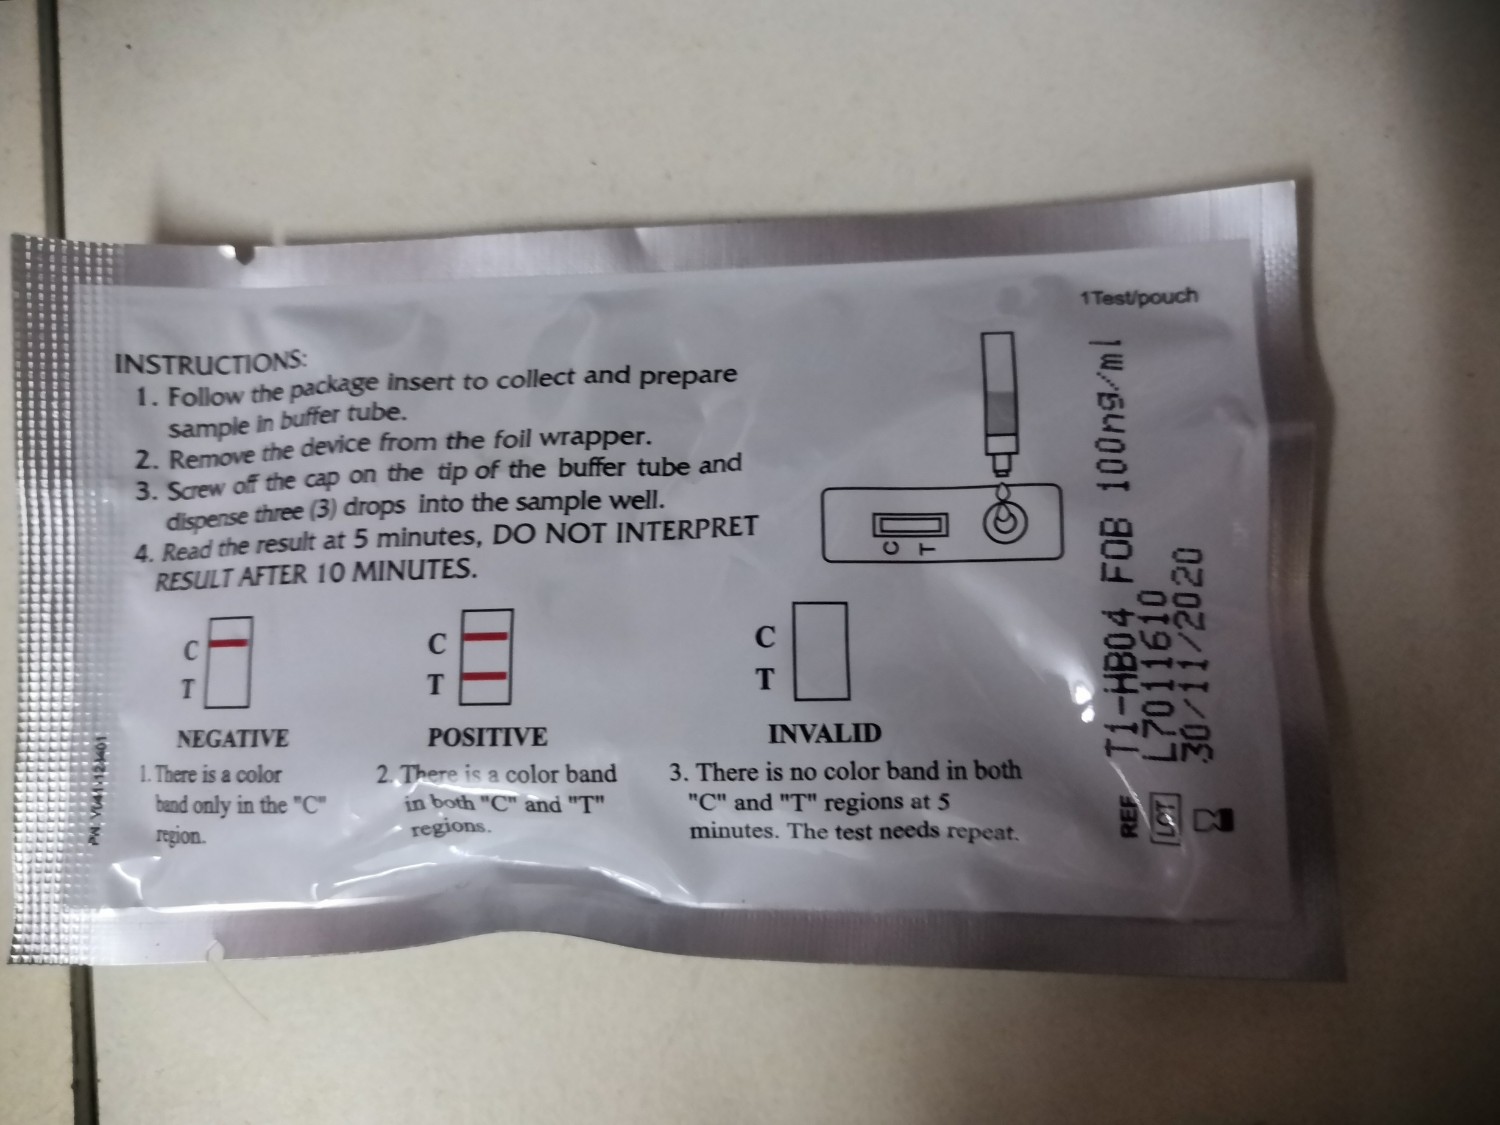 INSTRUCTIONS:
1. Follow the package insert to collect and prepare
sample in buffer tube.
2. Remove the device from the foil wrapper.
3. Screw off the cap on the tip of the buffer tube and
dispense three (3) drops into the sample well.
4. Read the result at 5 minutes, DO NOT INTERPRET
RESULT AFTER 10 MINUTES.
C
T
NEGATIVE
1. There is a color
band only in the "C"
region.
C
T
POSITIVE
2. There is a color band
in both "C" and "T"
regions.
C
T
INVALID
3. There is no color band in both
"C" and "T" regions at 5
minutes. The test needs repeat.
C T
1Test/pouch
REF T1-HB04 FOB 100ng/ml
LOT L7011610
30/11/2020
P/N